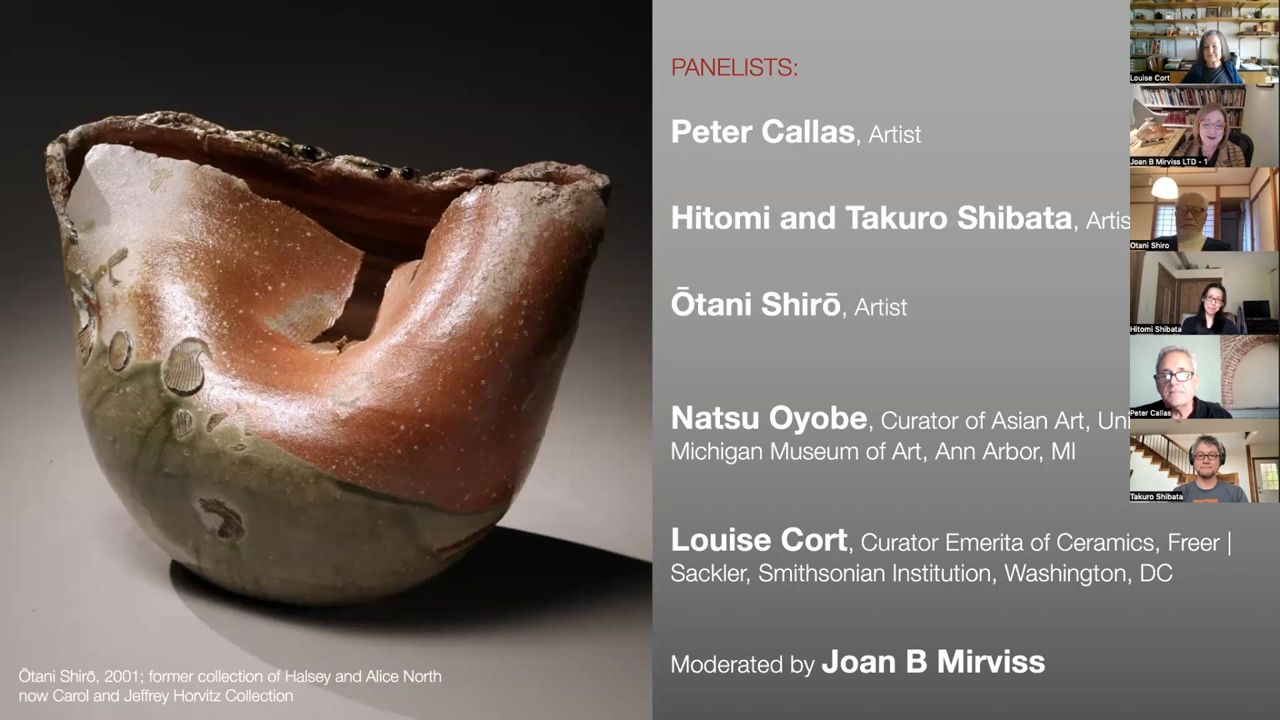 PANELISTS:
Peter Callas, Artist
Hitomi and Takuro Shibata, Artis
Ōtani Shirō, Artist
Natsu Oyobe, Curator of Asian Art, Uni
Michigan Museum of Art, Ann Arbor, MI
Louise Cort, Curator Emerita of Ceramics, Freer |
Sackler, Smithsonian Institution, Washington, DC
Moderated by Joan B Mirviss
Ōtani Shirō, 2001; former collection of Halsey and Alice North
now Carol and Jeffrey Horvitz Collection
Louise Cort
Joan B Mirviss LTD - 1
Otani Shiro
Hitomi Shibata
Peter Callas
Takuro Shibata